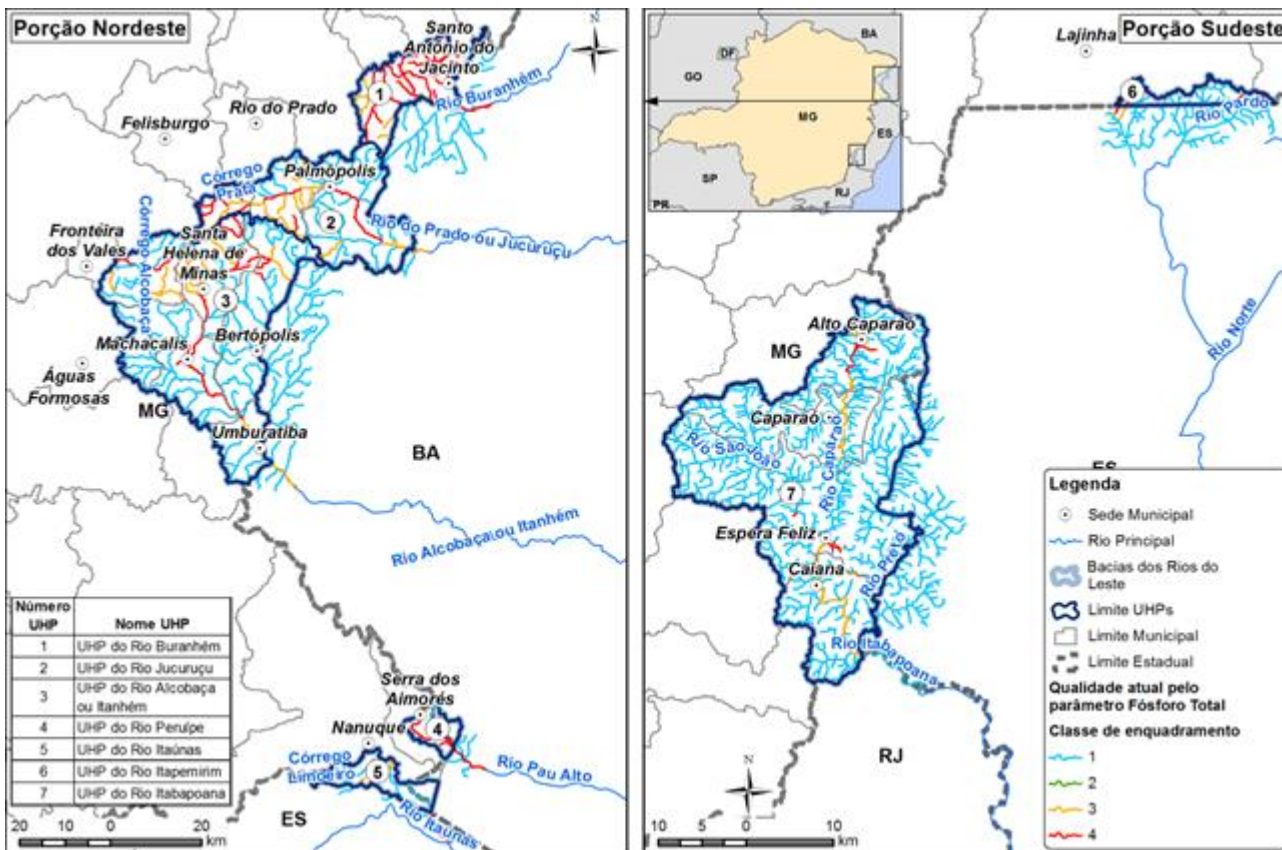 Porção Nordeste
Santo
Antônio do
Jacinto
N
1
Rio Buranhém
Rio do Prado
Felisburgo
Córrego
Prata
Palmópolis
2
Rio do Prado ou Jucuruçu
Fronteira
dos Vales
Santa
Helena de
Minas
Córrego Alcobaça
3
Machacalis
Bertópolis
Águas
Formosas
MG
Umburatiba
BA
Rio Alcobaça ou Itanhém
Número
UHP
Nome UHP
1 UHP do Rio Buranhém
2 UHP do Rio Jucuruçu
3 UHP do Rio Alcobaça
ou Itanhém
4 UHP do Rio Peruípe
5 UHP do Rio Itaúnas
6 UHP do Rio Itapemirim
7 UHP do Rio Itabapoana
Serra dos
Aimorés
Nanuque
4
Córrego
Limoeiro
5
Rio Pau Alto
ES
Rio Itaúnas
20 10 0 20
km
Porção Sudeste
BA
DF
GO
MG
ES
SP
RJ
PR
Lajinha
6
Rio Pardo
Rio Norte
MG
Alto Caparaó
Caparaó
Rio São João
Rio Caparaó
7
Espera Feliz
Caiana
Rio Preto
Rio Itabapoana
RJ
ES
Legenda
Sede Municipal
Rio Principal
Bacias dos Rios do
Leste
Limite UHPs
Limite Municipal
Limite Estadual
Qualidade atual pelo
parâmetro Fósforo Total
Classe de enquadramento
1
2
3
4
N
10 5 0 10
km